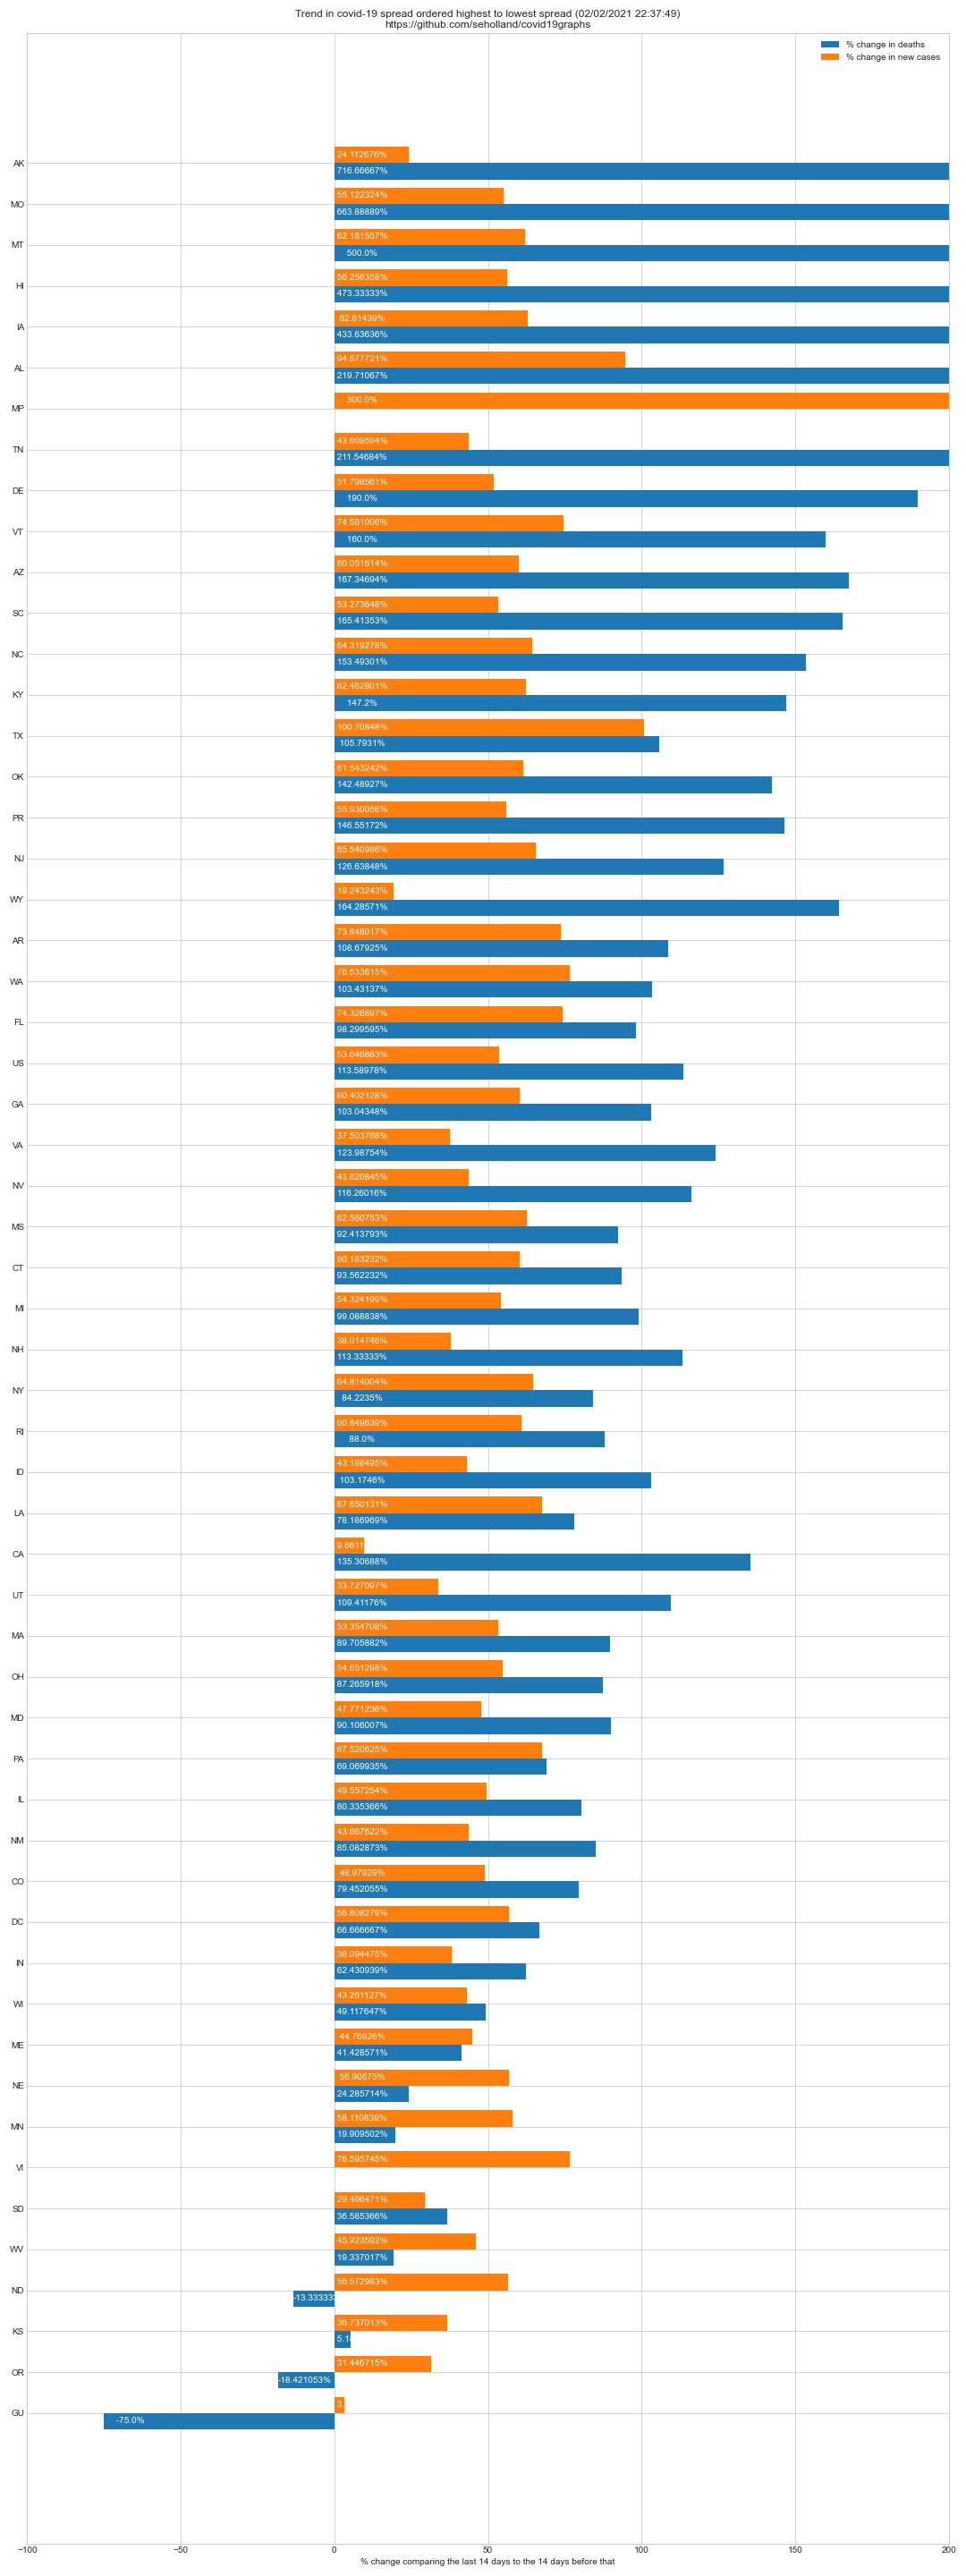 Trend in covid-19 spread ordered highest to lowest spread (02/02/2021 22:37:49)
https://github.com/seholland/covid19graphs
% change in deaths
% change in new cases
24.112676%
AK
716.66667%
55.122324%
MO
663.88889%
62.181557%
MT
500.0%
56.256358%
HI
473.33333%
62.81439%
IA
433.63636%
94.677721%
AL
219.71067%
300.0%
MP
43.609594%
TN
211.54684%
51.798561%
DE
190.0%
74.581006%
VT
160.0%
60.051614%
AZ
167.34694%
53.273648%
SC
165.41353%
64.319278%
NC
153.49301%
62.462801%
KY
147.2%
100.70848%
TX
105.7931%
61.543242%
OK
142.48927%
55.930056%
PR
146.55172%
65.540986%
NJ
126.63848%
19.243243%
WY
164.28571%
73.848017%
AR
108.67925%
76.533615%
WA
103.43137%
74.326897%
FL
98.299595%
53.646883%
US
113.58978%
60.402128%
GA
103.04348%
37.503768%
VA
123.98754%
43.620845%
NV
116.26016%
62.560753%
MS
92.413793%
60.183232%
CT
93.562232%
54.324199%
MI
99.088838%
38.014746%
NH
113.33333%
64.814004%
NY
84.2235%
60.849639%
RI
88.0%
43.198495%
ID
103.1746%
67.650131%
LA
78.186969%
9.6611
CA
135.30688%
33.727097%
UT
109.41176%
53.354708%
MA
89.705882%
54.651298%
OH
87.265918%
47.771236%
MD
90.106007%
67.520625%
PA
69.069935%
49.557254%
IL
80.335366%
43.667622%
NM
85.082873%
48.97929%
CO
79.452055%
56.808279%
DC
66.666667%
38.094475%
IN
62.430939%
43.261127%
WI
49.117647%
44.76626%
ME
41.428571%
56.90675%
NE
24.285714%
58.110839%
MN
19.909502%
76.595745%
VI
29.466471%
SD
36.585366%
45.923592%
WV
19.337017%
56.572983%
ND
-13.333333
36.737013%
KS
5.1
31.446715%
OR
-18.421053%
3.
GU
-75.0%
−100 −50 0 50 100 150 200
% change comparing the last 14 days to the 14 days before that